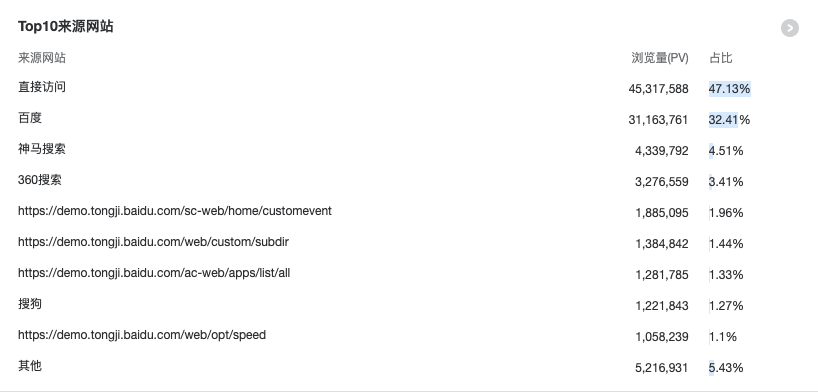 Top10来源网站
来源网站 浏览量(PV) 占比
直接访问 45,317,588 47.13%
百度 31,163,761 32.41%
神马搜索 4,339,792 4.51%
360搜索 3,276,559 3.41%
https://demo.tongji.baidu.com/sc-web/home/customevent 1,885,095 1.96%
https://demo.tongji.baidu.com/web/custom/subdir 1,384,842 1.44%
https://demo.tongji.baidu.com/ac-web/apps/list/all 1,281,785 1.33%
搜狗 1,221,843 1.27%
https://demo.tongji.baidu.com/web/opt/speed 1,058,239 1.1%
其他 5,216,931 5.43%